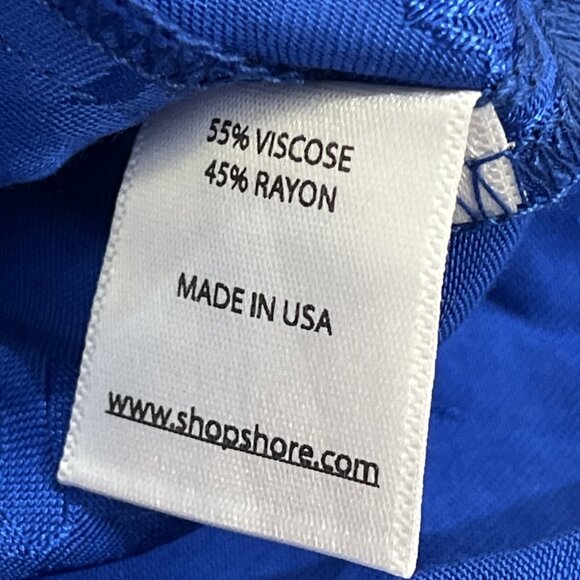 55% VISCOSE
45% RAYON
MADE IN USA
www.shopshore.com